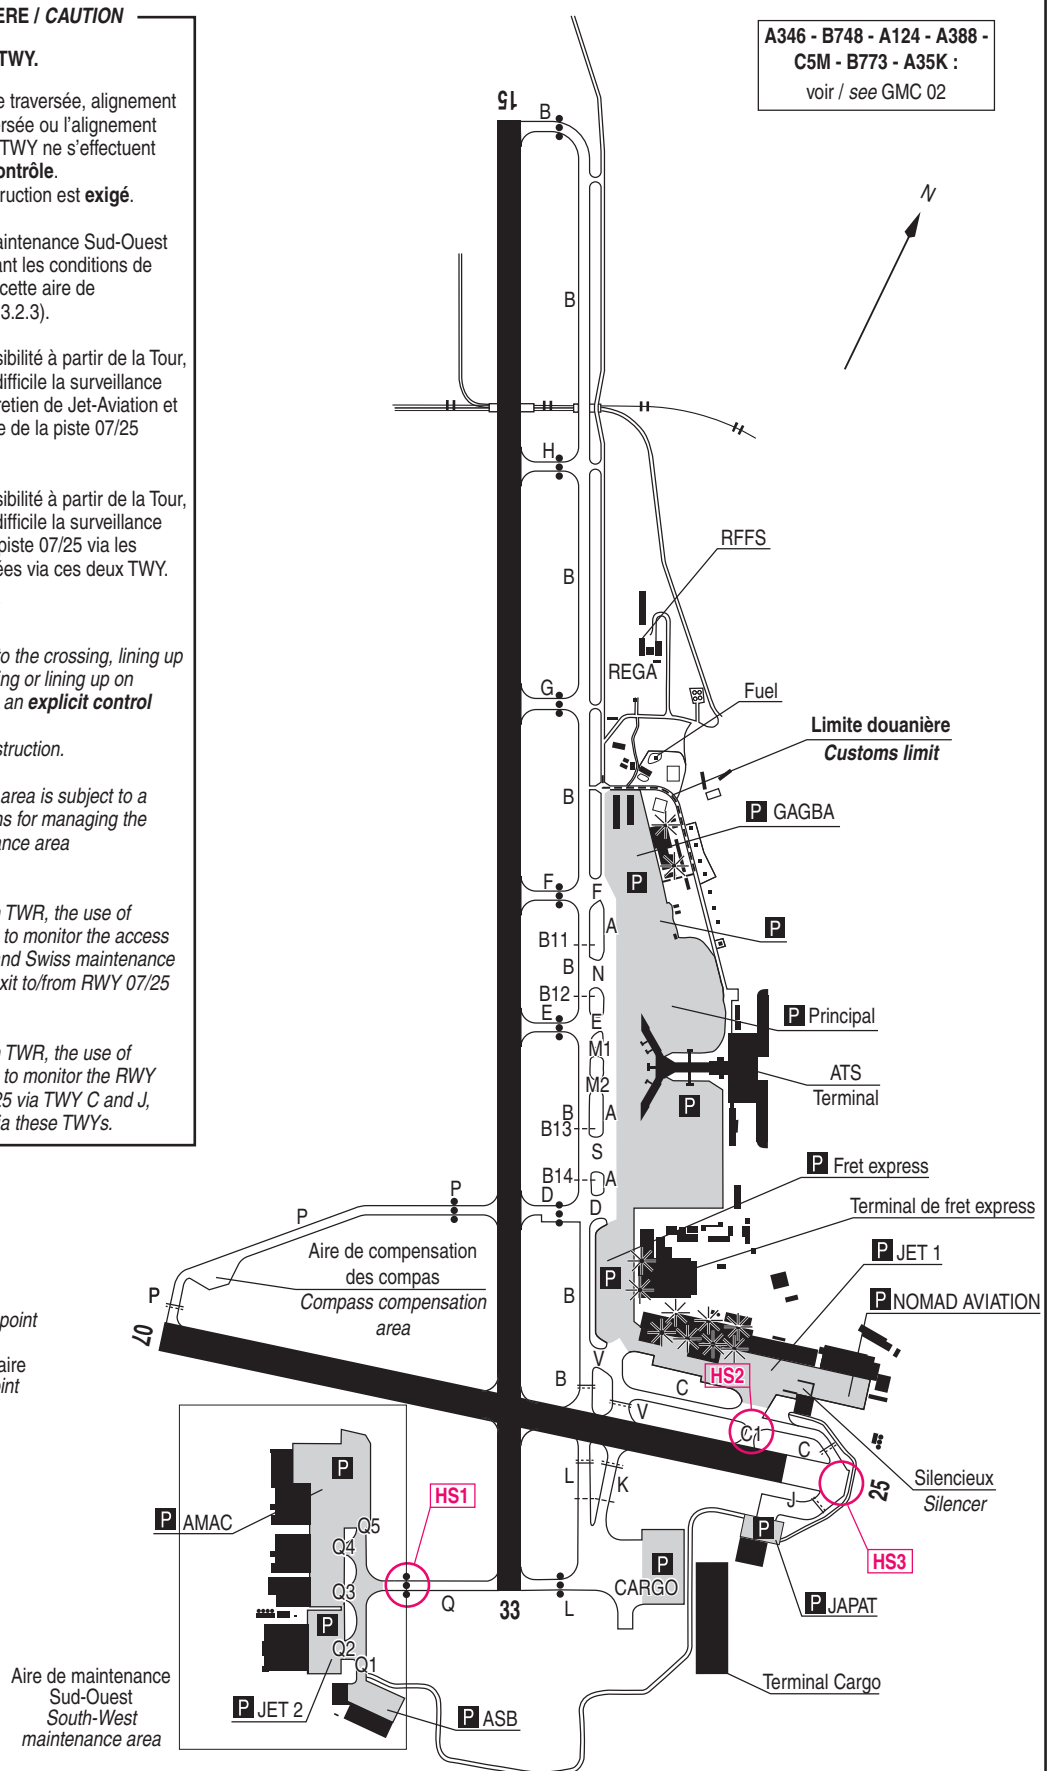 ERE / CAUTION
TWY.
e traversée, alignement
ersée ou l'alignement
TWY ne s'effectuent
ontrôle.
ruction est exigé.
aintenance Sud-Ouest
ant les conditions de
cette aire de
3.2.3).
sibilité à partir de la Tour,
difficile la surveillance
retien de Jet-Aviation et
e de la piste 07/25
sibilité à partir de la Tour,
difficile la surveillance
piste 07/25 via les
ées via ces deux TWY.
to the crossing, lining up
ing or lining up on
an explicit control
struction.
area is subject to a
ns for managing the
ance area
TWR, the use of
to monitor the access
and Swiss maintenance
exit to/from RWY 07/25
TWR, the use of
to monitor the RWY
25 via TWY C and J,
ia these TWYs.
point
aire
oint
A346 - B748 - A124 - A388 -
C5M - B773 - A35K :
voir / see GMC 02
N
15
B
B
H
B
RFFS
REGA
G
Fuel
Limite douanière
Customs limit
B
P GAGBA
P
F
F
A
P
B11
B
N
B12
E
E
P Principal
M1
M2
ATS
Terminal
P
B
A
B13
S
P Fret express
B14
A
P
D
D
Terminal de fret express
P
Aire de compensation
des compas
Compass compensation
area
P JET 1
P
P
B
P NOMAD AVIATION
07
V
HS2
B
C
V
C1
C
L
K
25
Silencieux
Silencer
J
HS3
P
HS1
P AMAC
Q5
Q4
P
P
CARGO
Q3
Q
33
L
P JAPAT
P
Q2
Q1
Aire de maintenance
Sud-Ouest
South-West
maintenance area
P JET 2
P ASB
Terminal Cargo